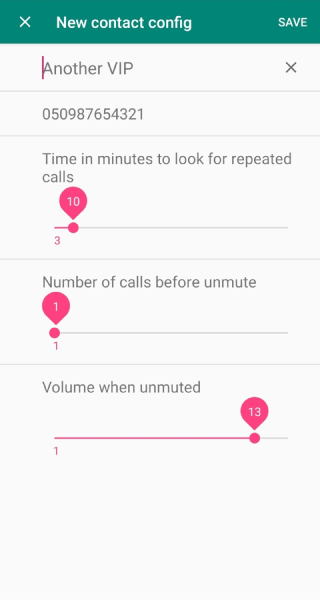 New contact config SAVE
Another VIP
050987654321
Time in minutes to look for repeated
calls
10
3
Number of calls before unmute
1
1
Volume when unmuted
13
1